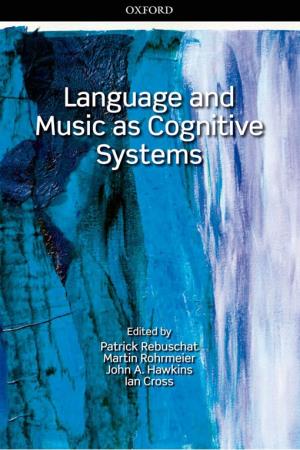 OXFORD
Language and
Music as Cognitive
Systems
Edited by
Patrick Rebuschat
Martin Rohrmeier
John A. Hawkins
Ian Cross